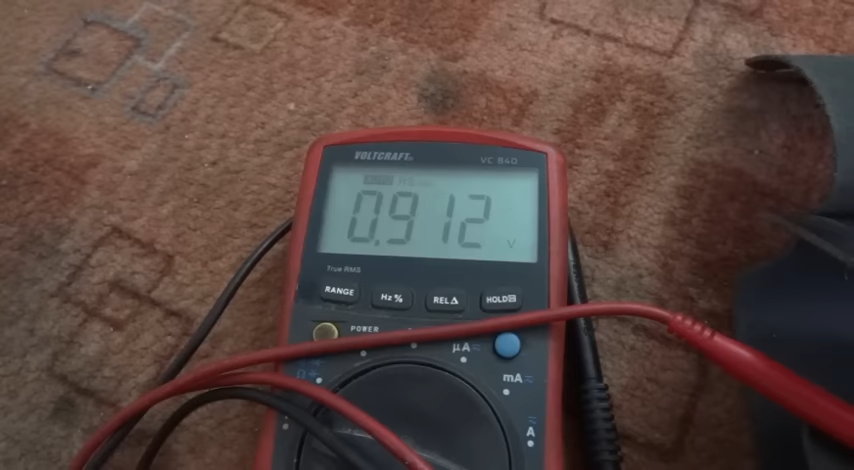 VOLTCRAFT®
VC 840
0.912
V
True RMS
RANGE
Hz %
REL Δ
HOLD
POWER
µA
mA
Ω
A